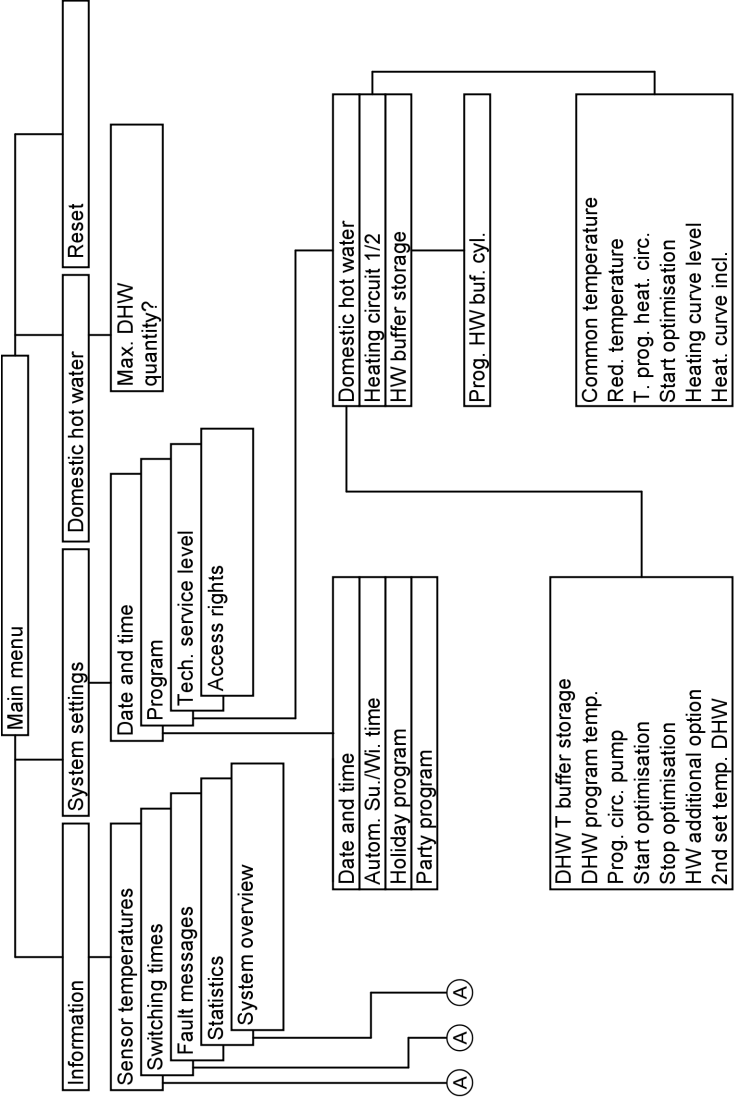 Main menu
Information
System settings
Domestic hot water
Reset
Sensor temperatures
Switching times
Fault messages
Statistics
System overview
Date and time
Program
Tech. service level
Access rights
Max. DHW
quantity?
A
A
A
Date and time
Autom. Su./Wi. time
Holiday program
Party program
Domestic hot water
Heating circuit 1/2
HW buffer storage
Prog. HW buf. cyl.
DHW T buffer storage
DHW program temp.
Prog. circ. pump
Start optimisation
Stop optimisation
HW additional option
2nd set temp. DHW
Common temperature
Red. temperature
T. prog. heat. circ.
Start optimisation
Heating curve level
Heat. curve incl.